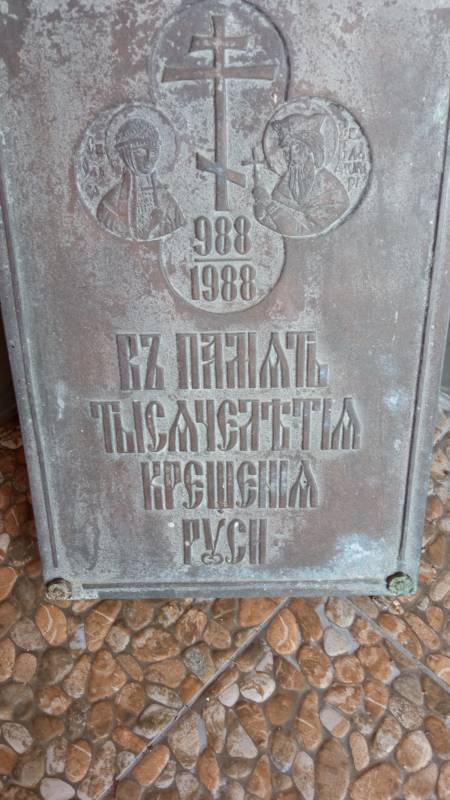 988
1988
ВЪ ПАМѦТЬ
ТЫСѦЧЕЛѢТІѦ
КРЕЩЕНІѦ
РУСИ